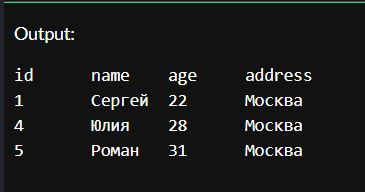 Output:
id name age address
1 Сергей 22 Москва
4 Юлия 28 Москва
5 Роман 31 Москва